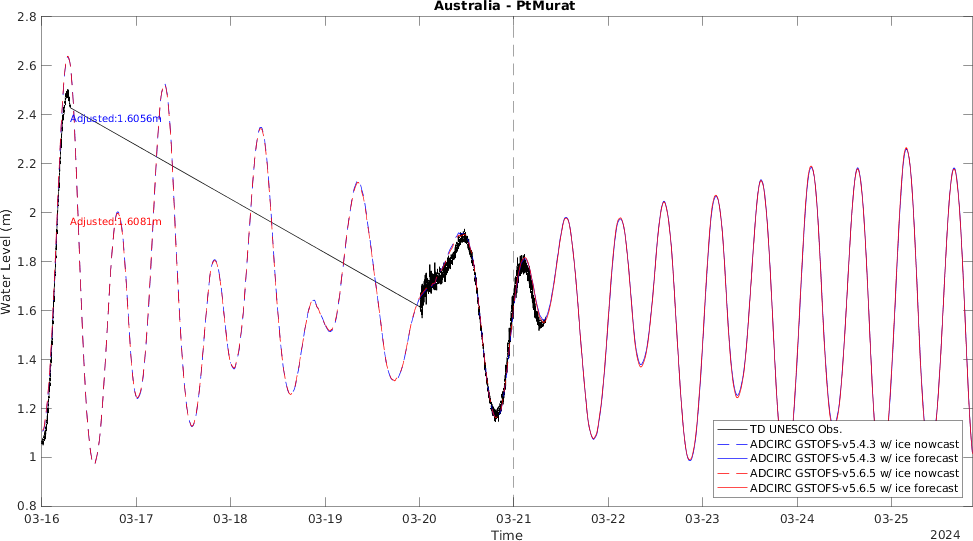 Australia - PtMurat
Water Level (m)
2.8
2.6
2.4
2.2
2
1.8
1.6
1.4
1.2
1
0.8
Adjusted:1.6056m
Adjusted:1.6081m
TD UNESCO Obs.
ADCIRC GSTOFS-v5.4.3 w/ ice nowcast
ADCIRC GSTOFS-v5.4.3 w/ ice forecast
ADCIRC GSTOFS-v5.6.5 w/ ice nowcast
ADCIRC GSTOFS-v5.6.5 w/ ice forecast
03-16 03-17 03-18 03-19 03-20 03-21 03-22 03-23 03-24 03-25
Time
2024